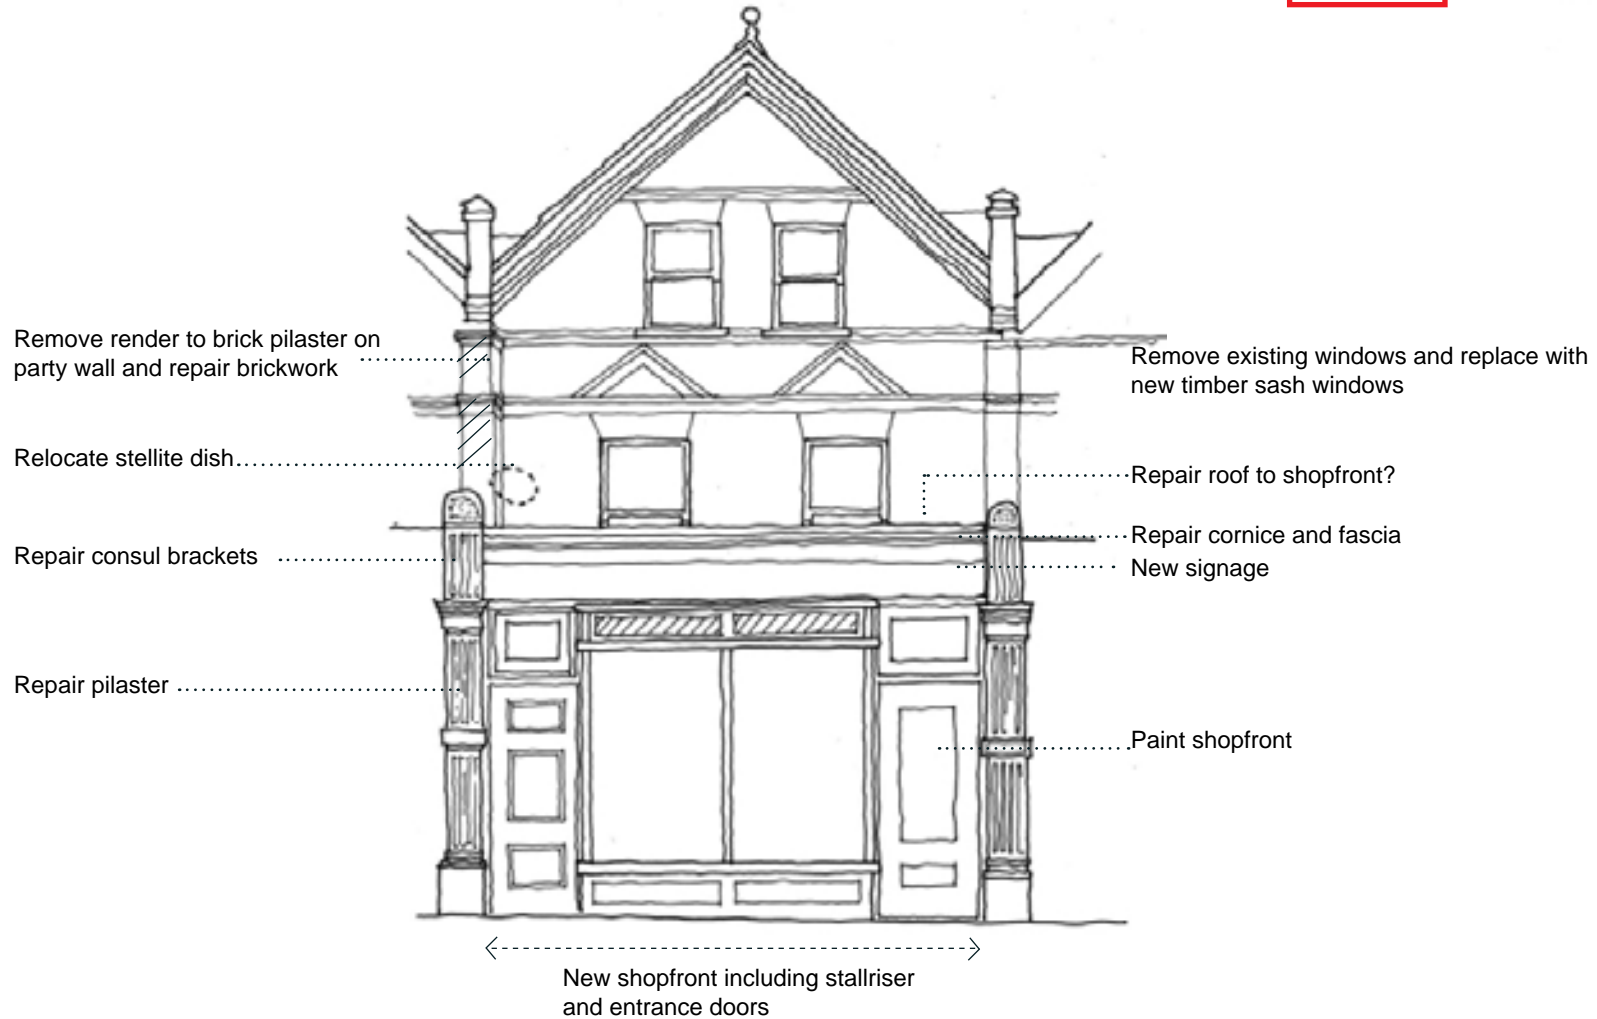 Remove render to brick pilaster on
party wall and repair brickwork
Relocate stellite dish
Repair consul brackets
Repair pilaster
Remove existing windows and replace with
new timber sash windows
Repair roof to shopfront?
Repair cornice and fascia
New signage
Paint shopfront
New shopfront including stallriser
and entrance doors